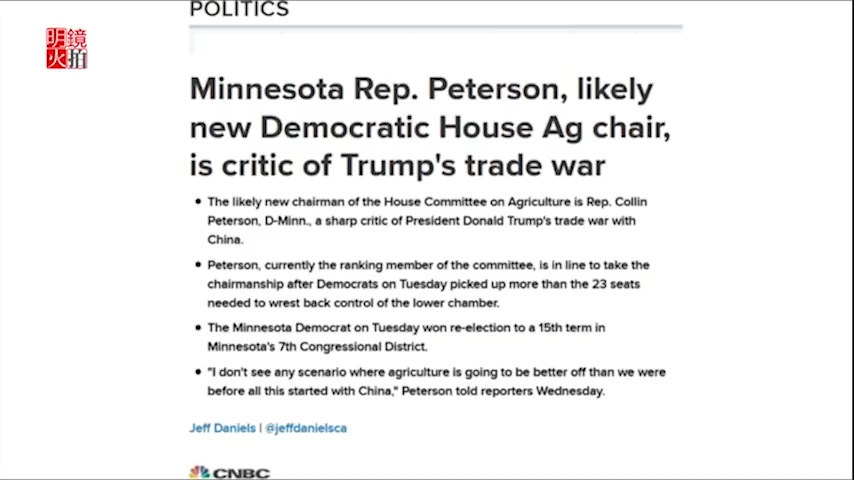 POLITICS
明鏡
火拍
Minnesota Rep. Peterson, likely
new Democratic House Ag chair,
is critic of Trump's trade war
• The likely new chairman of the House Committee on Agriculture is Rep. Collin
Peterson, D-Minn., a sharp critic of President Donald Trump's trade war with
China.
• Peterson, currently the ranking member of the committee, is in line to take the
chairmanship after Democrats on Tuesday picked up more than the 23 seats
needed to wrest back control of the lower chamber.
• The Minnesota Democrat on Tuesday won re-election to a 15th term in
Minnesota's 7th Congressional District.
• "I don't see any scenario where agriculture is going to be better off than we were
before all this started with China," Peterson told reporters Wednesday.
Jeff Daniels | @jeffdanielsca
CNBC